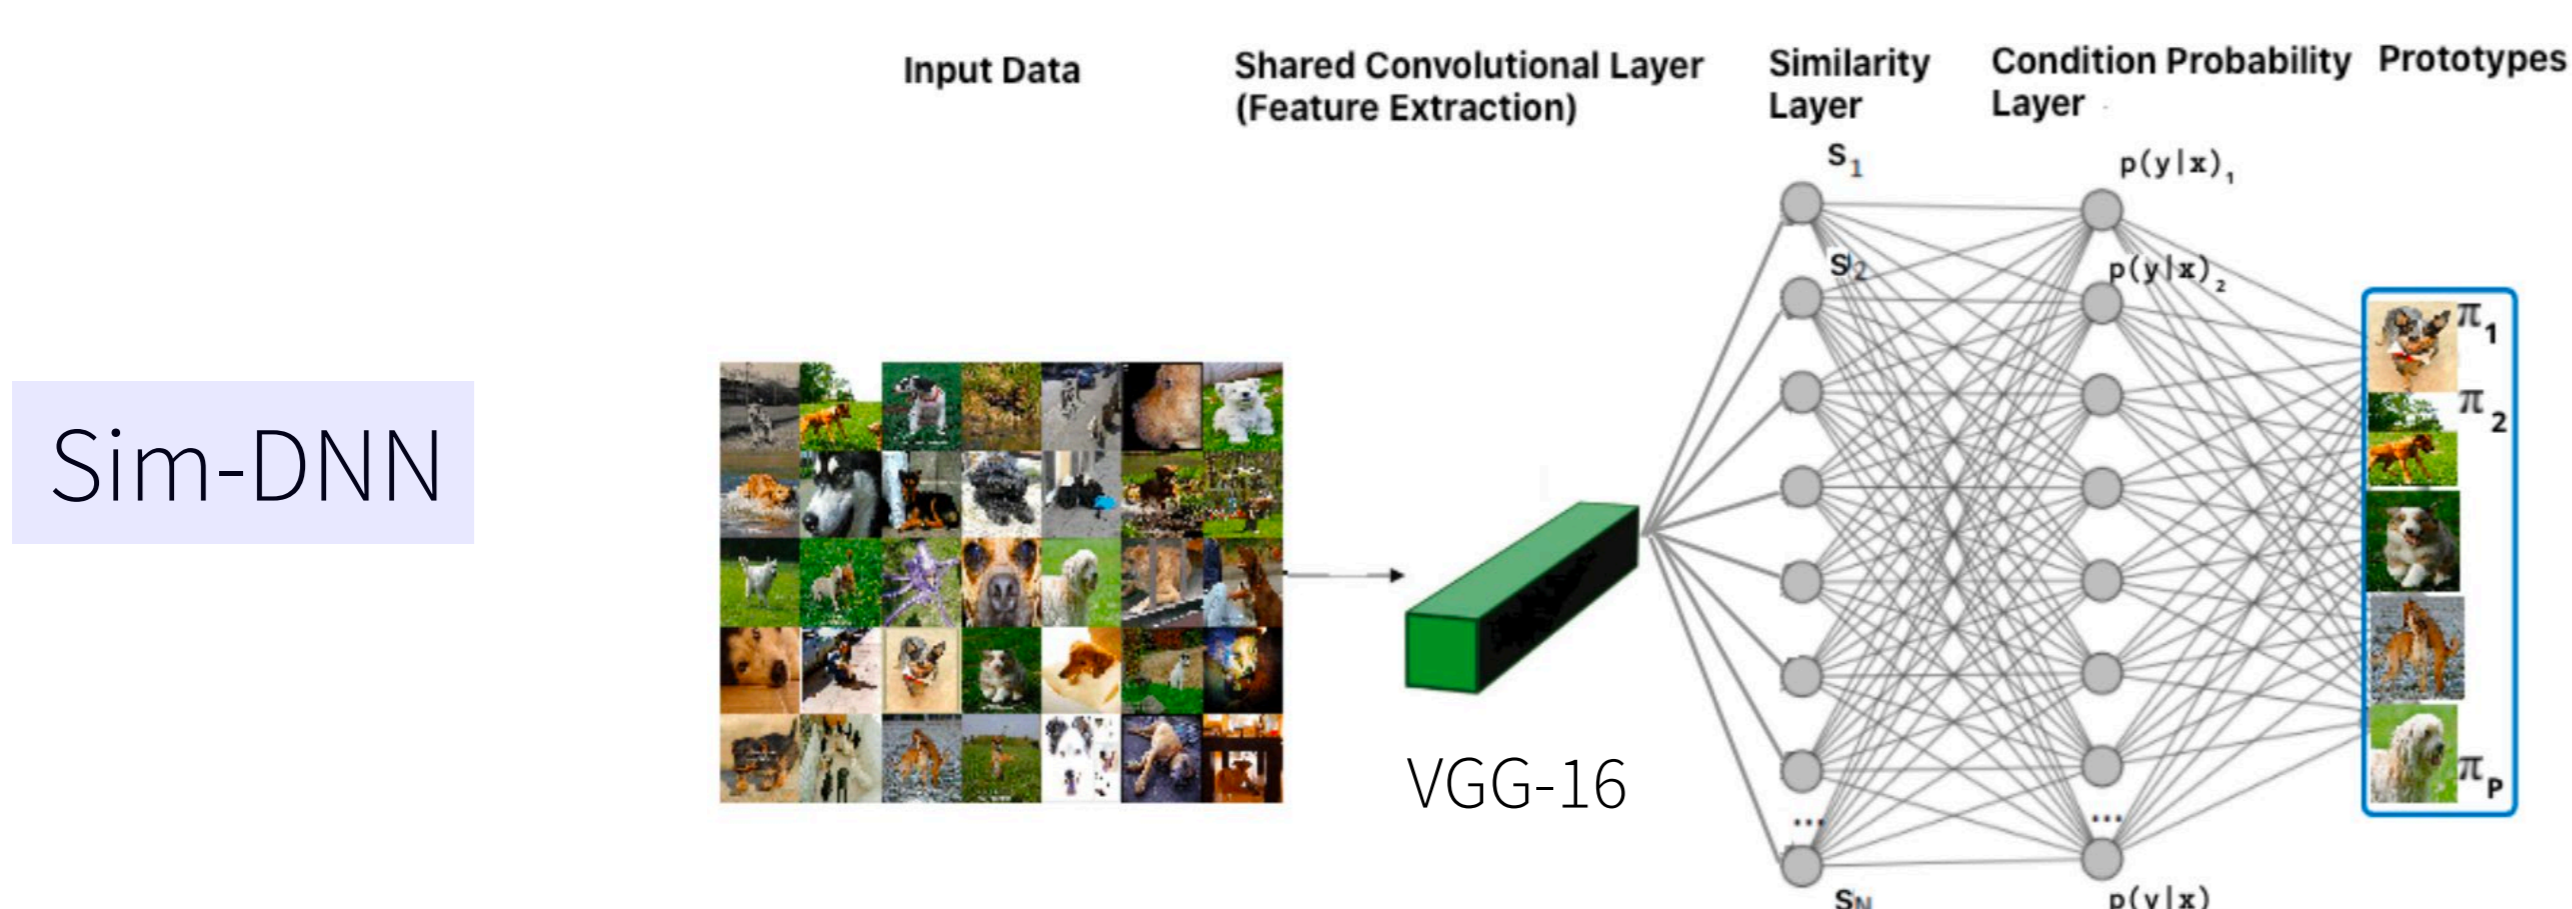 Input Data
Shared Convolutional Layer
(Feature Extraction)
Similarity
Layer
Condition Probability
Layer
Prototypes
S1
p(y|x)1
S2
p(y|x)2
π1
π2
Sim-DNN
VGG-16
πP
...
...
SN
p(y|x)